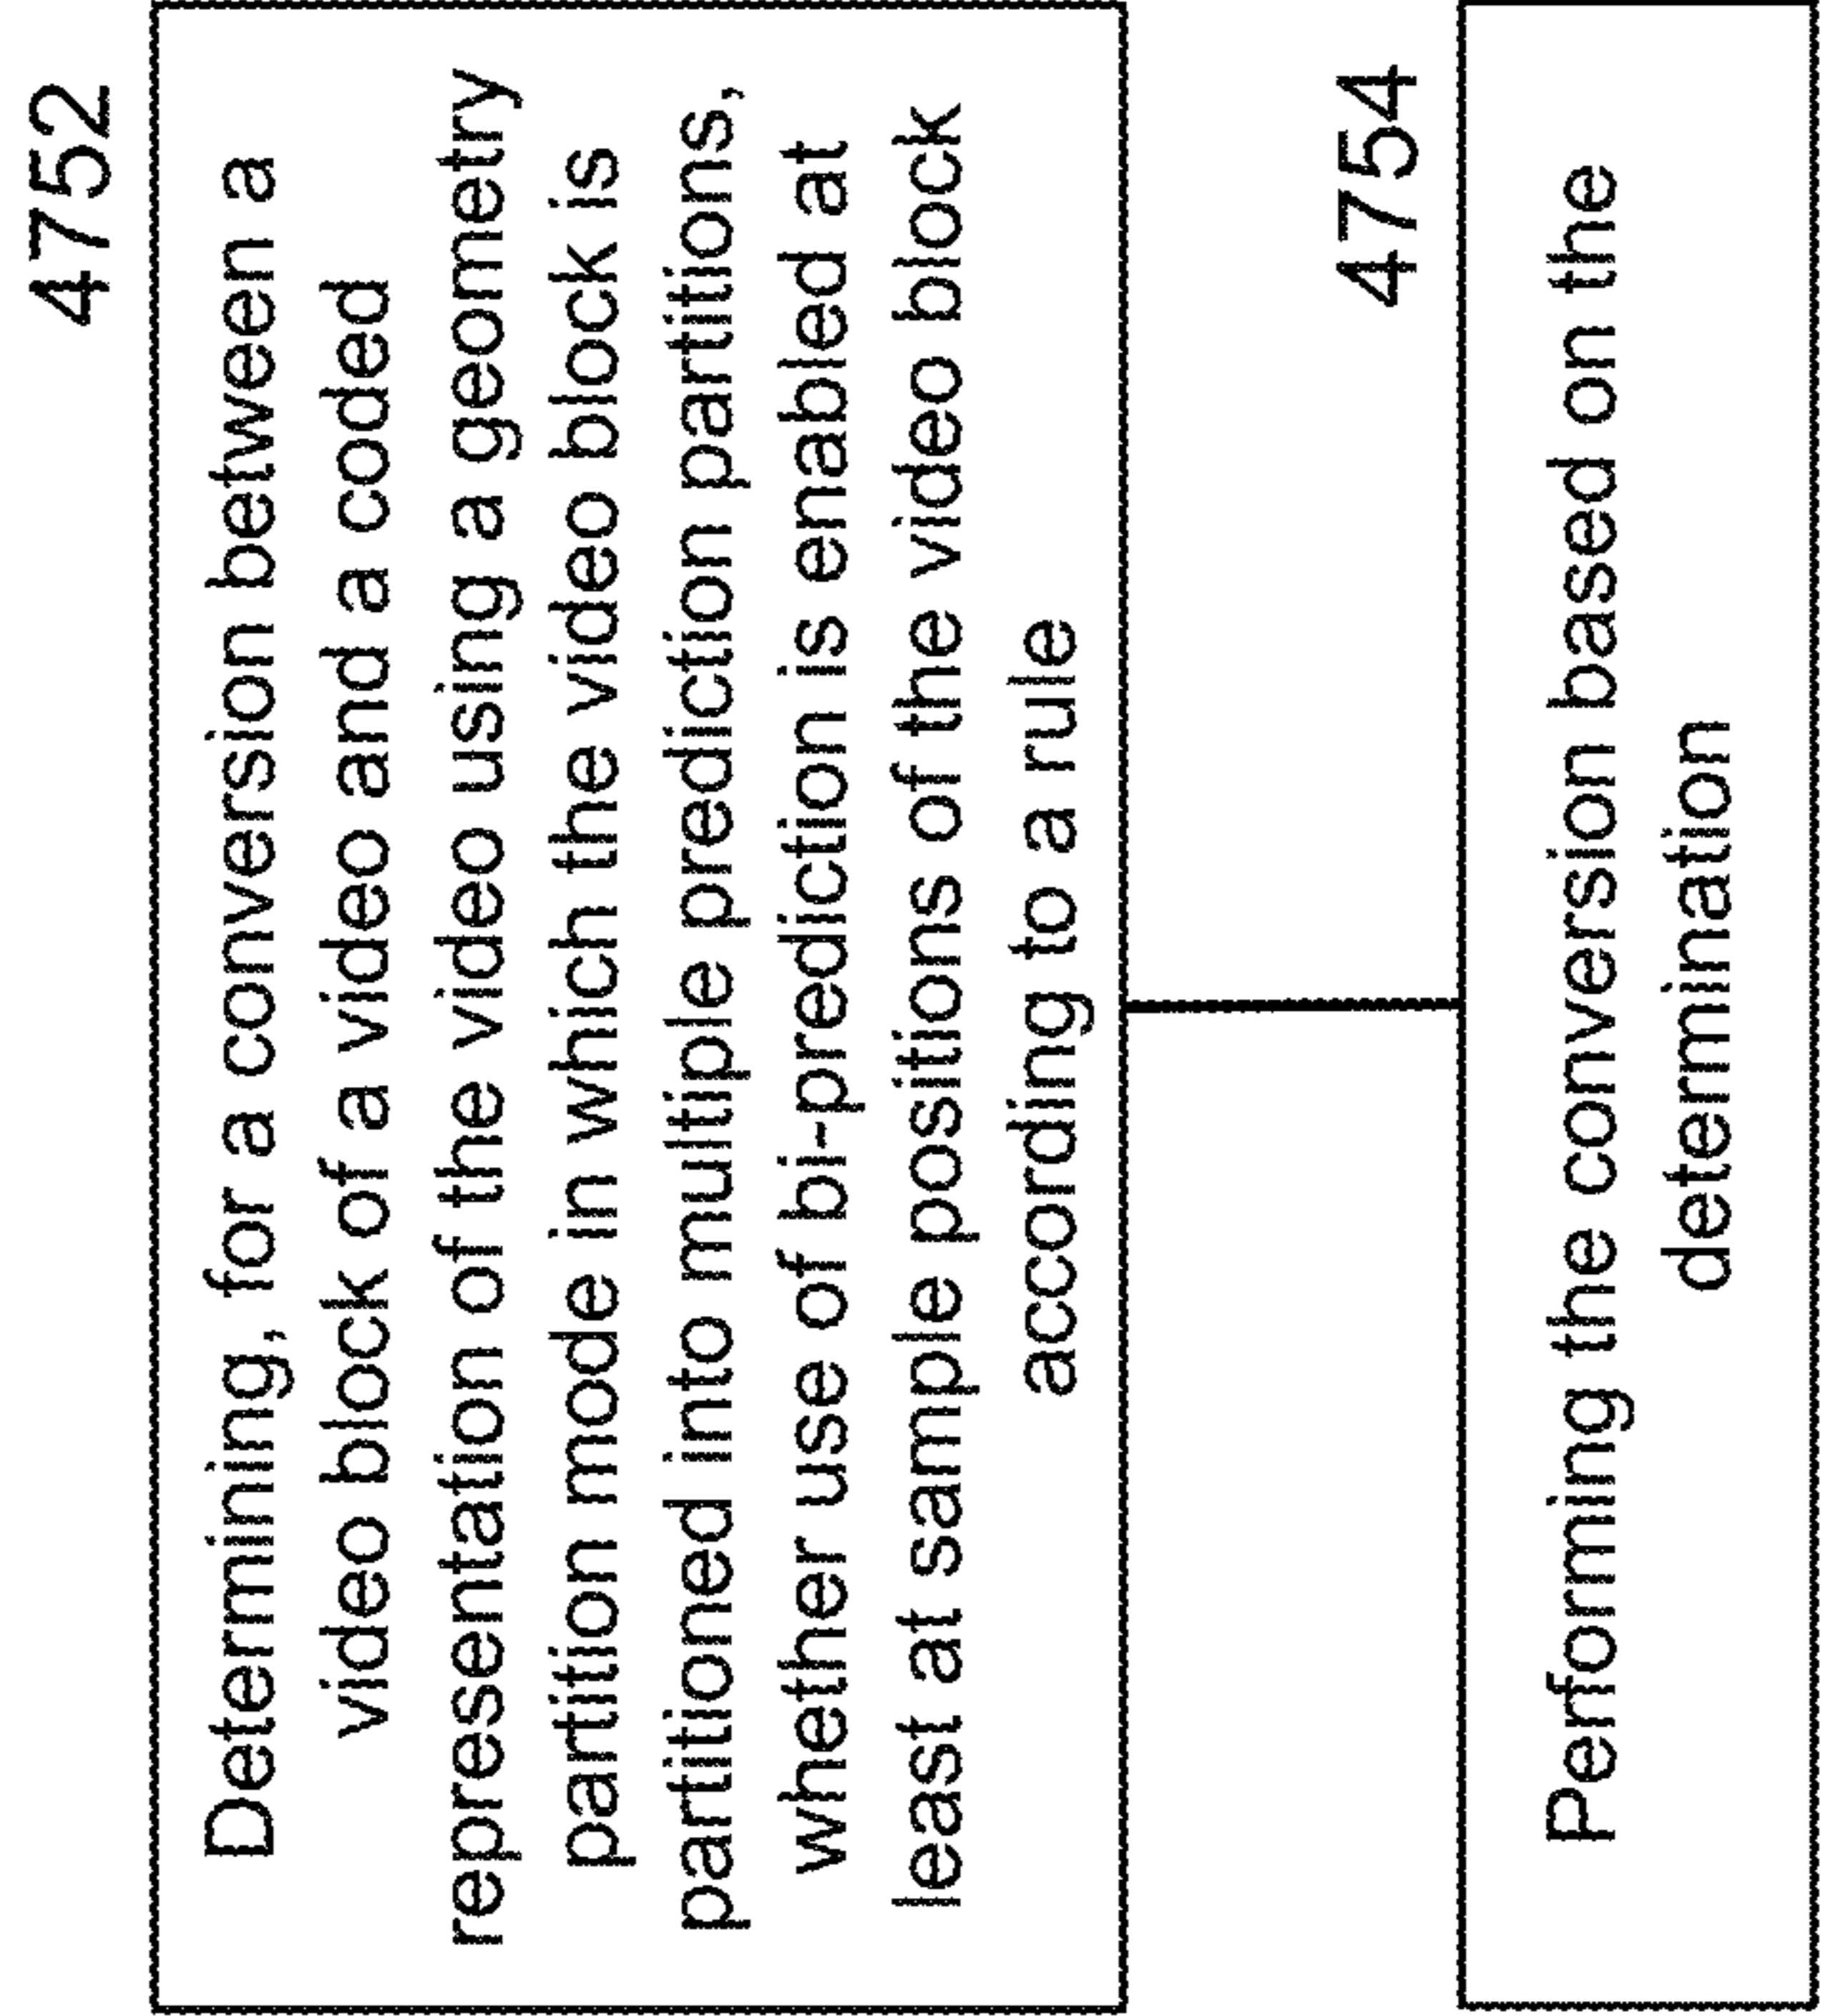 4752
Determining, for a conversion between a
video block of a video and a coded
representation of the video using a geometry
partition mode in which the video block is
partitioned into multiple prediction partitions,
whether use of bi-prediction is enabled at
least at sample positions of the video block
according to a rule
4754
Performing the conversion based on the
determination